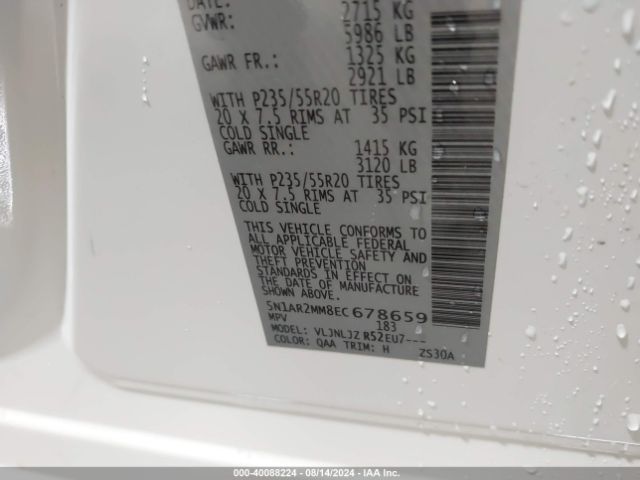 DATE:
2715 KG
GVWR:
5986 LB
GAWR FR.: 1325 KG
2921 LB
WITH P235/55R20 TIRES
20 X 7.5 RIMS AT 35 PSI
COLD SINGLE
GAWR RR.: 1415 KG
3120 LB
WITH P235/55R20 TIRES
20 X 7.5 RIMS AT 35 PSI
COLD SINGLE
THIS VEHICLE CONFORMS TO
ALL APPLICABLE FEDERAL
MOTOR VEHICLE SAFETY AND
THEFT PREVENTION
STANDARDS IN EFFECT ON
THE DATE OF MANUFACTURE
SHOWN ABOVE.
5N1AR2MM8EC678659
MPV 183
MODEL: VLJNLJZ R52EU7---
COLOR: QAA TRIM: H ZS30A
000-40088224 - 08/14/2024 - IAA Inc.